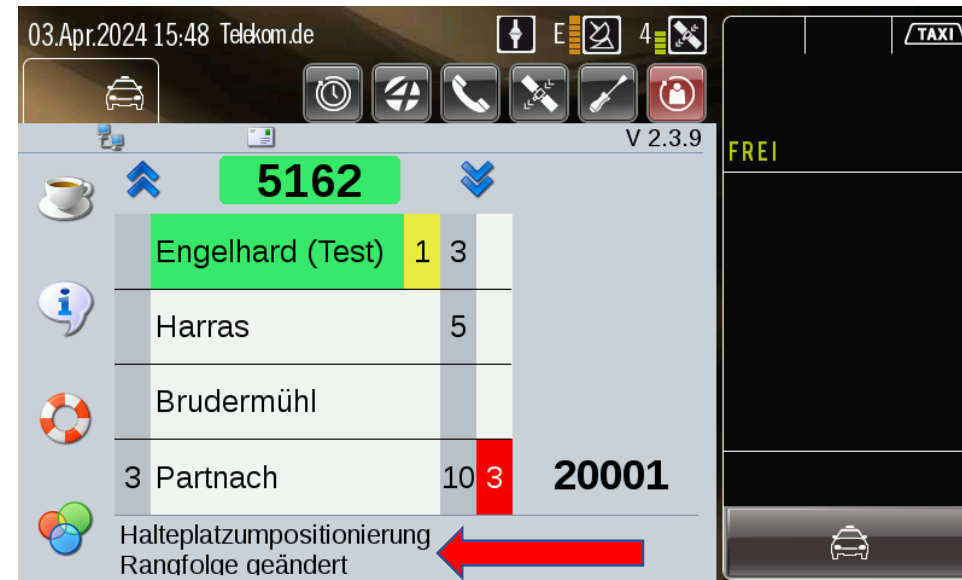 03.Apr.2024 15:48 Telekom.de E 4
TAXI
V 2.3.9
FREI
5162
Engelhard (Test) 1 3
Harras 5
Brudermühl
3 Partnach 10 3 20001
Halteplatzumpositionierung
Rangfolge geändert